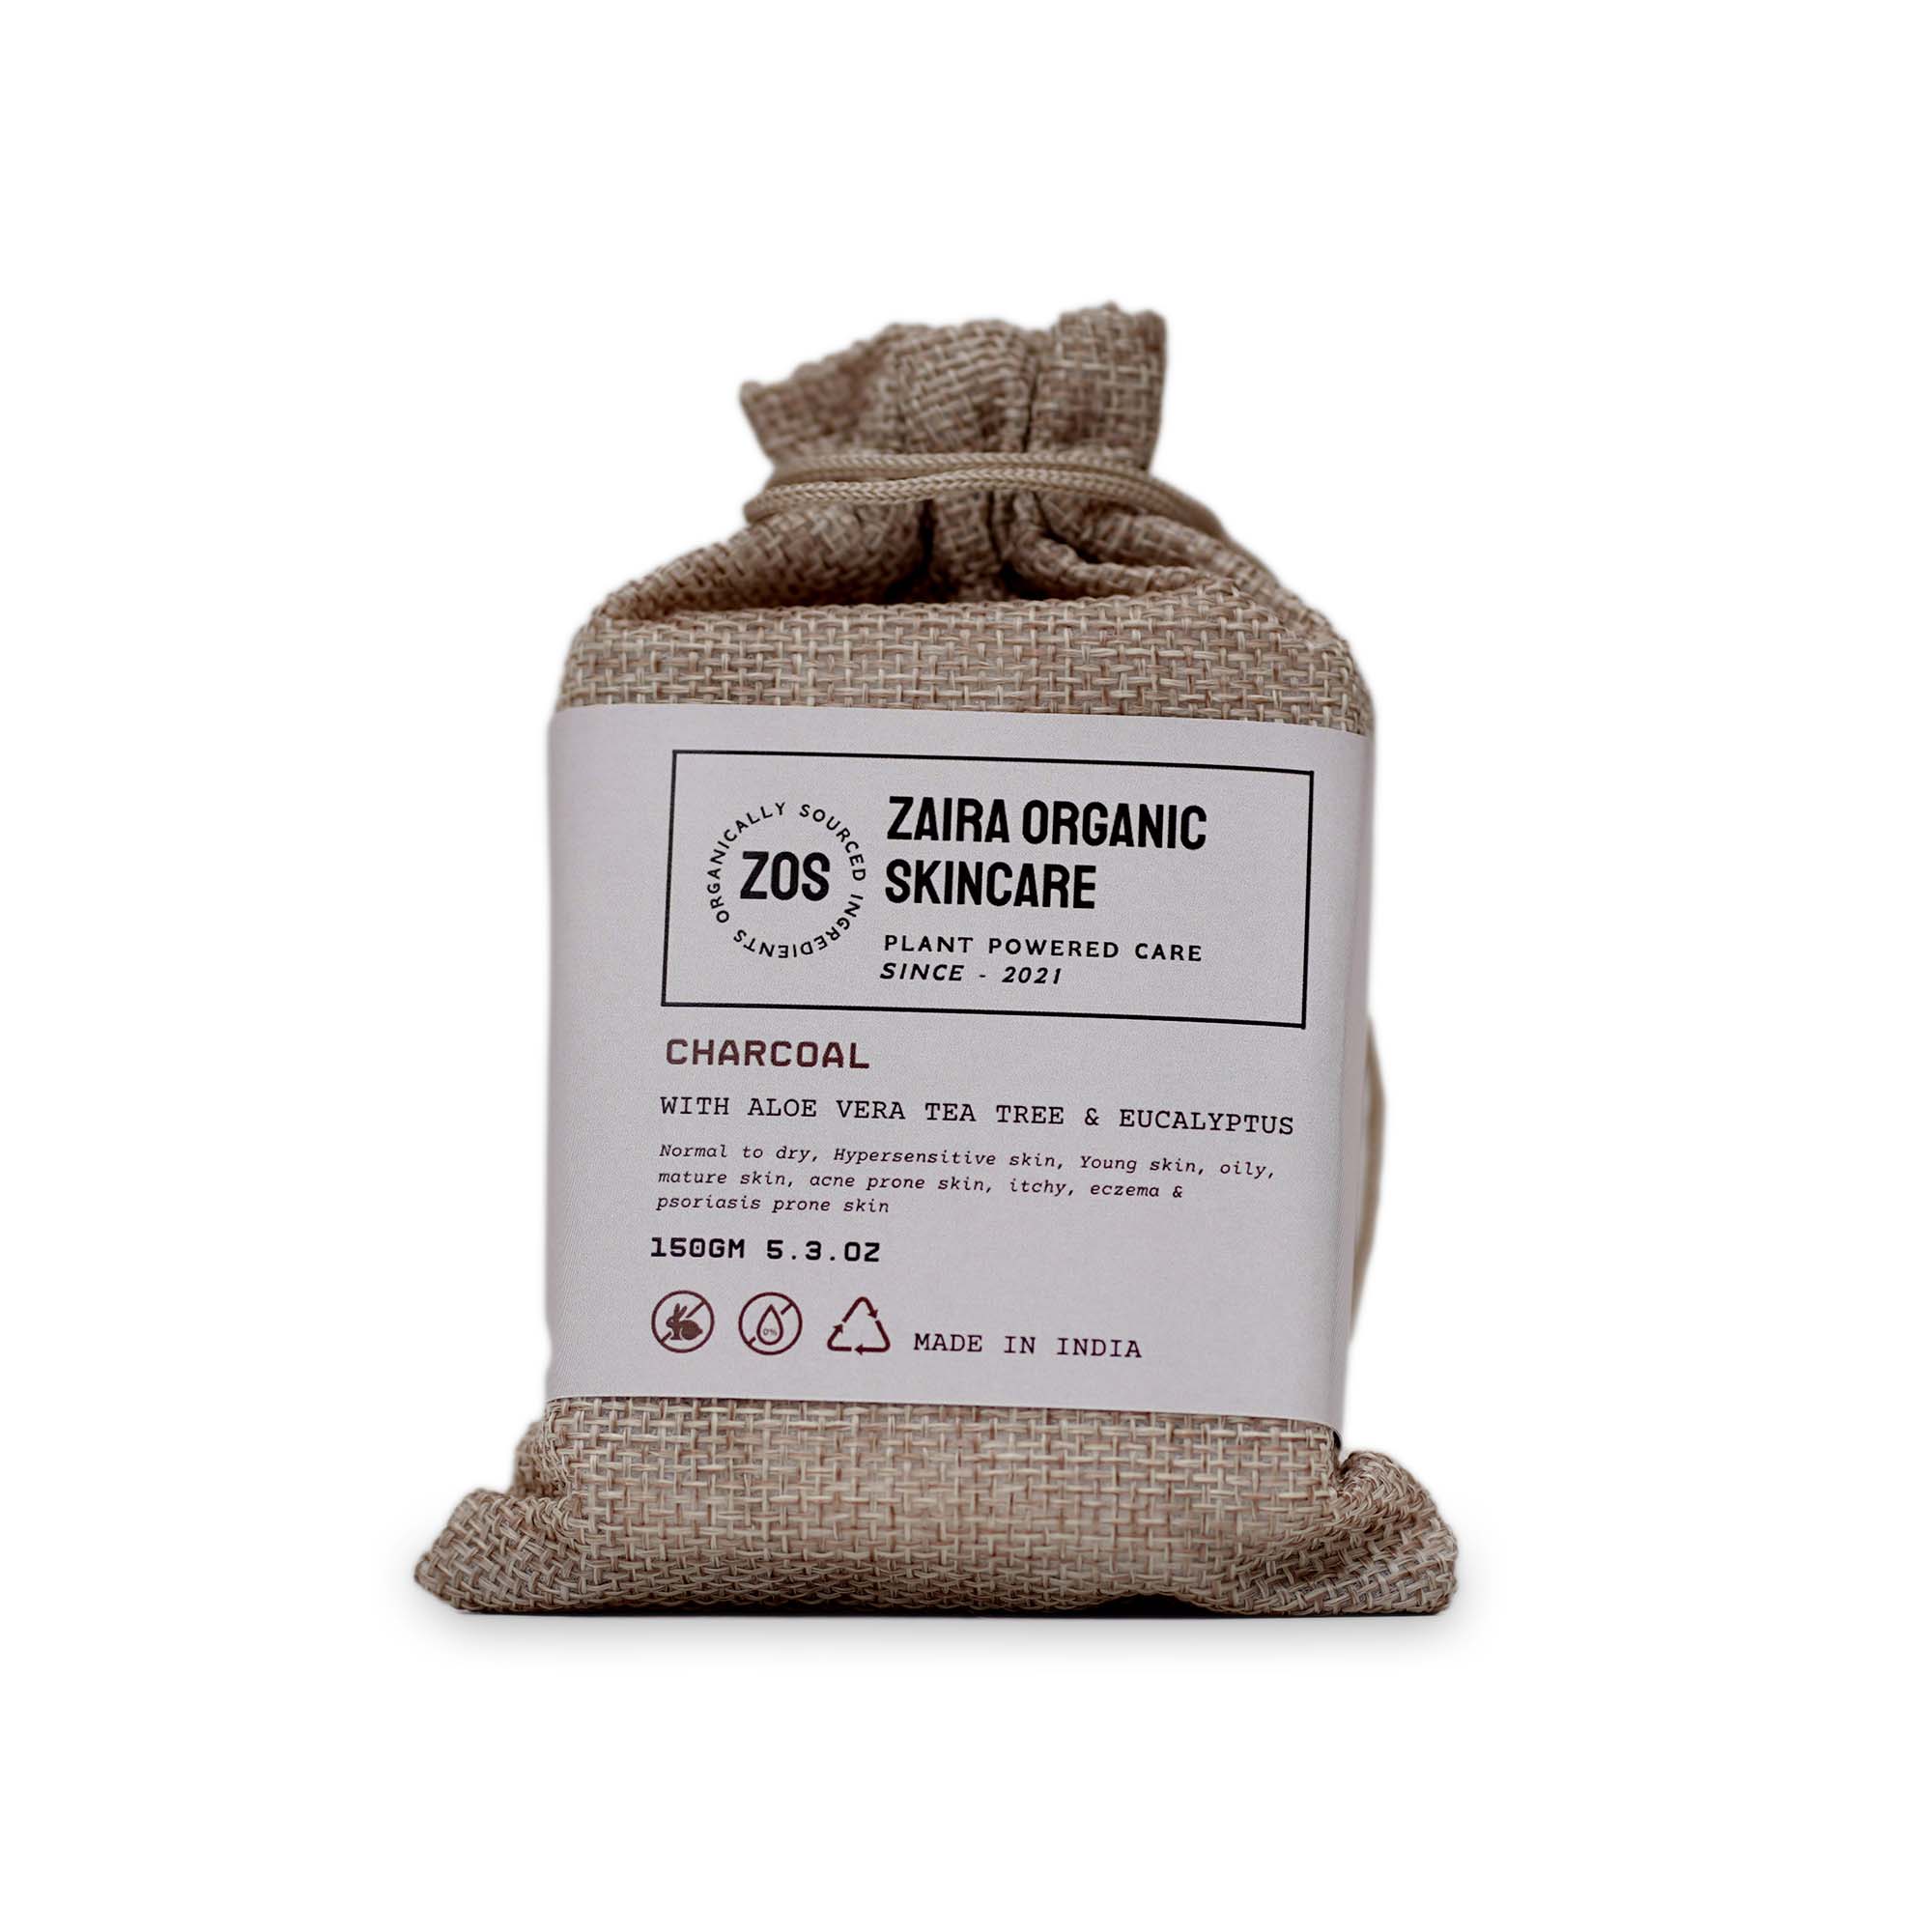 ORGANICALLY SOURCED INGREDIENTS
ZOS
ZAIRA ORGANIC
SKINCARE
PLANT POWERED CARE
SINCE - 2021
CHARCOAL
WITH ALOE VERA TEA TREE & EUCALYPTUS
Normal to dry, Hypersensitive skin, Young skin, oily,
mature skin, acne prone skin, itchy, eczema &
psoriasis prone skin
150GM 5.3.OZ
0%
MADE IN INDIA